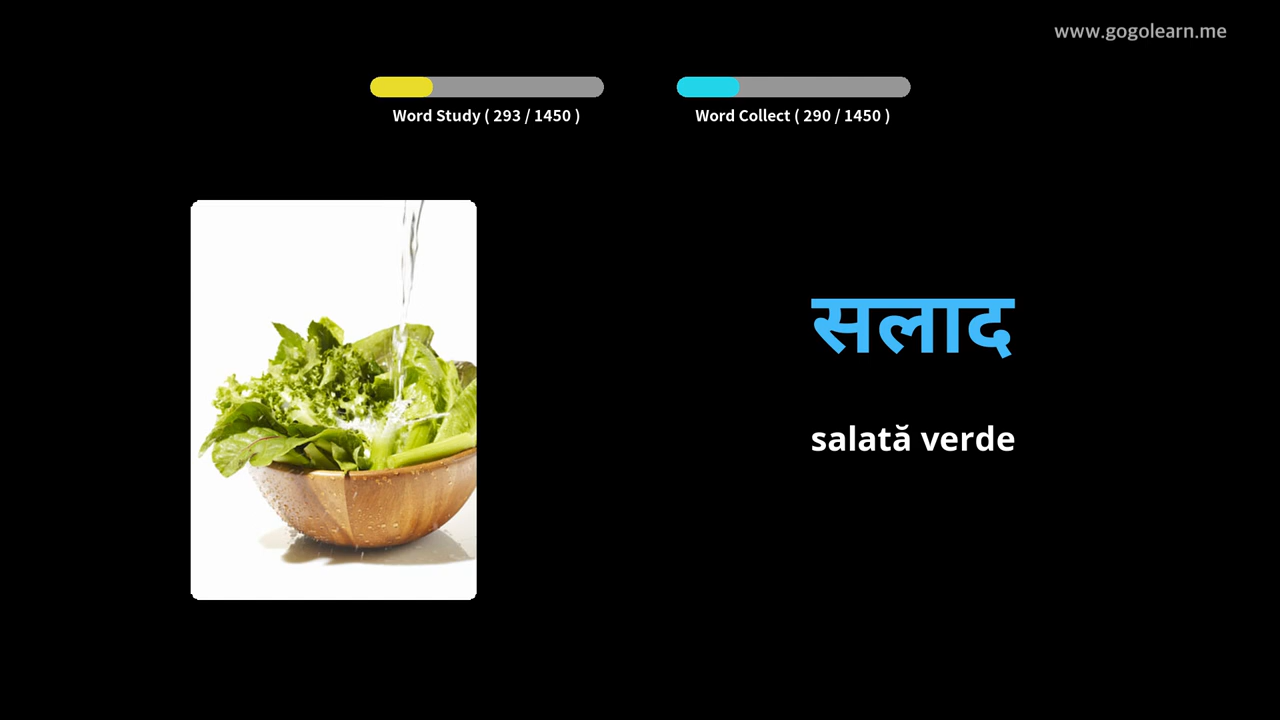 www.gogolearn.me
Word Study ( 293 / 1450 )
Word Collect ( 290 / 1450 )
सलाद
salată verde